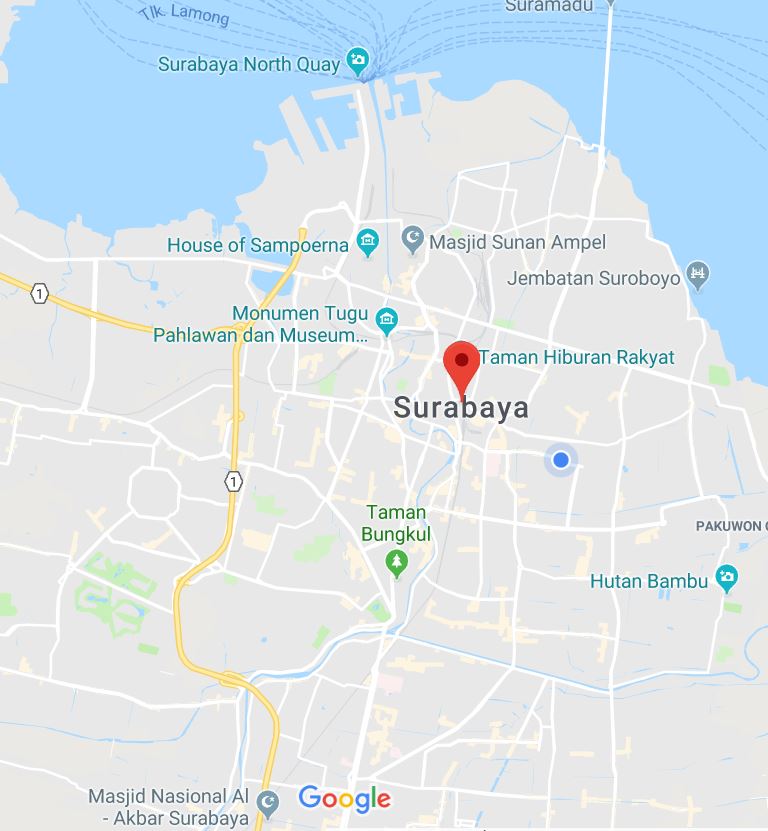 Suramadu
Tlk. Lamong
Surabaya North Quay
House of Sampoerna
Masjid Sunan Ampel
Jembatan Suroboyo
1
Monumen Tugu
Pahlawan dan Museum...
Taman Hiburan Rakyat
Surabaya
1
Taman
Bungkul
PAKUWON C
Hutan Bambu
Masjid Nasional Al
- Akbar Surabaya
Google